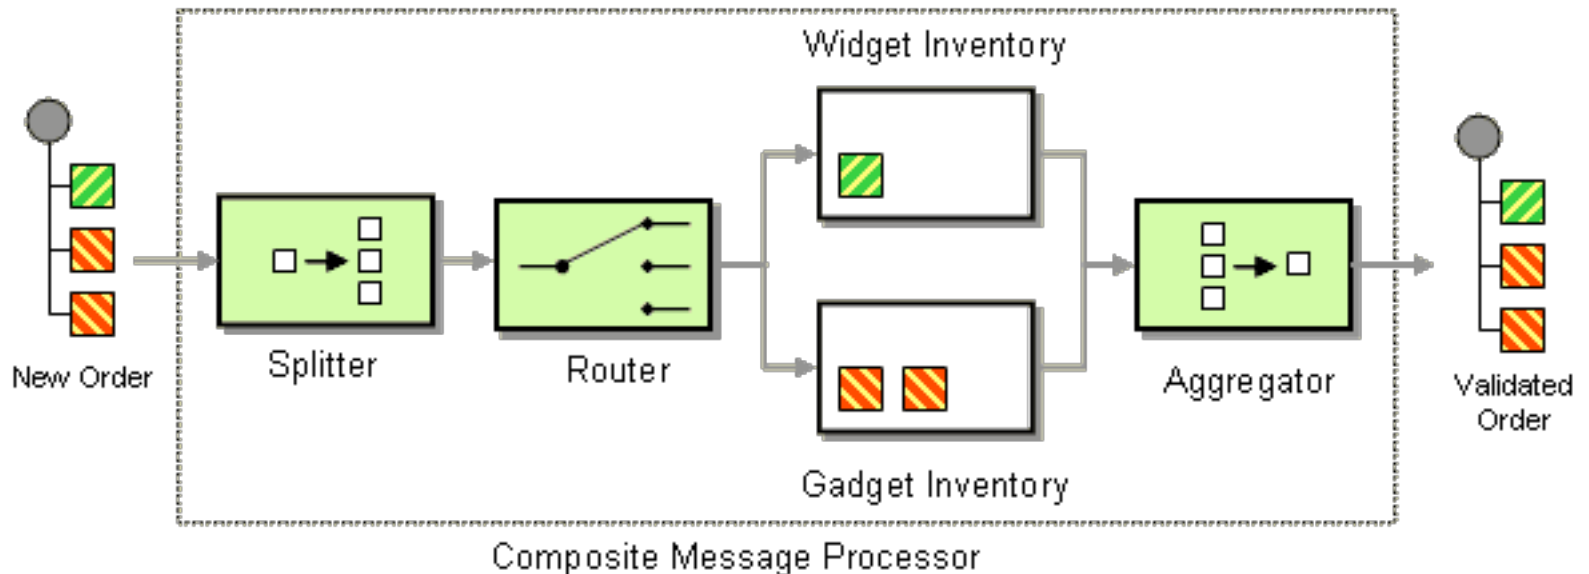 Widget Inventory
New Order
Splitter
Router
Aggregator
Validated
Order
Gadget Inventory
Composite Message Processor